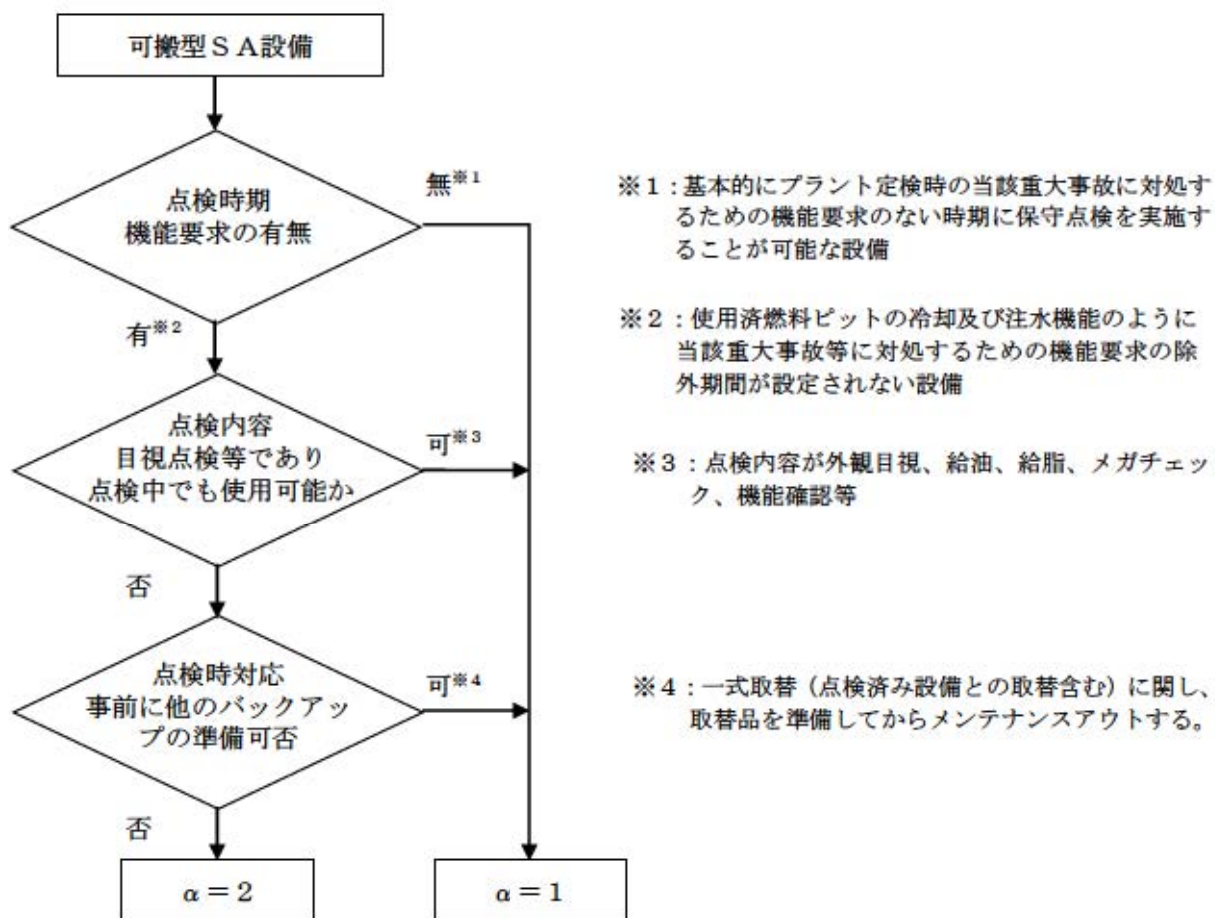 可搬型ＳＡ設備
点検時期
機能要求の有無
無※１
有※２
点検内容
目視点検等であり
点検中でも使用可能か
可※３
否
点検時対応
事前に他のバックアッ
プの準備可否
可※４
否
α＝２
α＝１
※１：基本的にプラント定検時の当該重大事故に対処す
るための機能要求のない時期に保守点検を実施す
ることが可能な設備
※２：使用済燃料ピットの冷却及び注水機能のように
当該重大事故等に対処するための機能要求の除
外期間が設定されない設備
※３：点検内容が外観目視、給油、給脂、メガチェッ
ク、機能確認等
※４：一式取替（点検済み設備との取替含む）に関し、
取替品を準備してからメンテナンスアウトする。